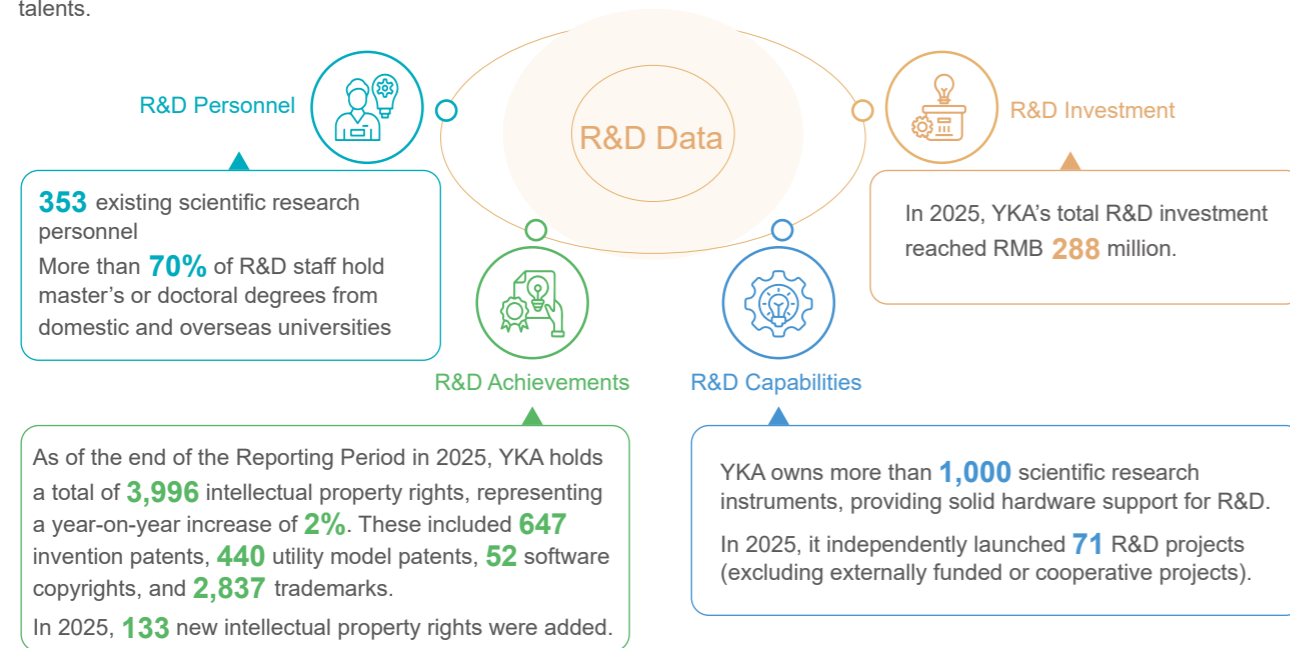 talents.
R&D Data
R&D Personnel
353 existing scientific research
personnel
More than 70% of R&D staff hold
master's or doctoral degrees from
domestic and overseas universities
R&D Investment
In 2025, YKA's total R&D investment
reached RMB 288 million.
R&D Achievements
As of the end of the Reporting Period in 2025, YKA holds
a total of 3,996 intellectual property rights, representing
a year-on-year increase of 2%. These included 647
invention patents, 440 utility model patents, 52 software
copyrights, and 2,837 trademarks.
In 2025, 133 new intellectual property rights were added.
R&D Capabilities
YKA owns more than 1,000 scientific research
instruments, providing solid hardware support for R&D.
In 2025, it independently launched 71 R&D projects
(excluding externally funded or cooperative projects).